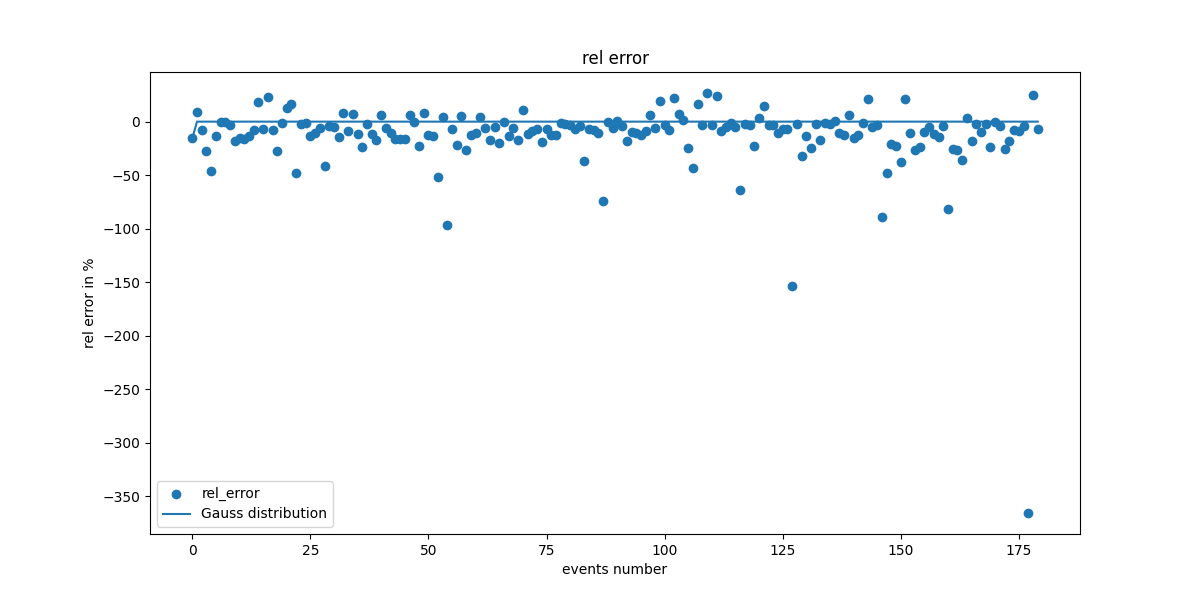 rel error
0
−50
−100
−150
−200
−250
−300
−350
rel error in %
rel_error
Gauss distribution
0 25 50 75 100 125 150 175
events number